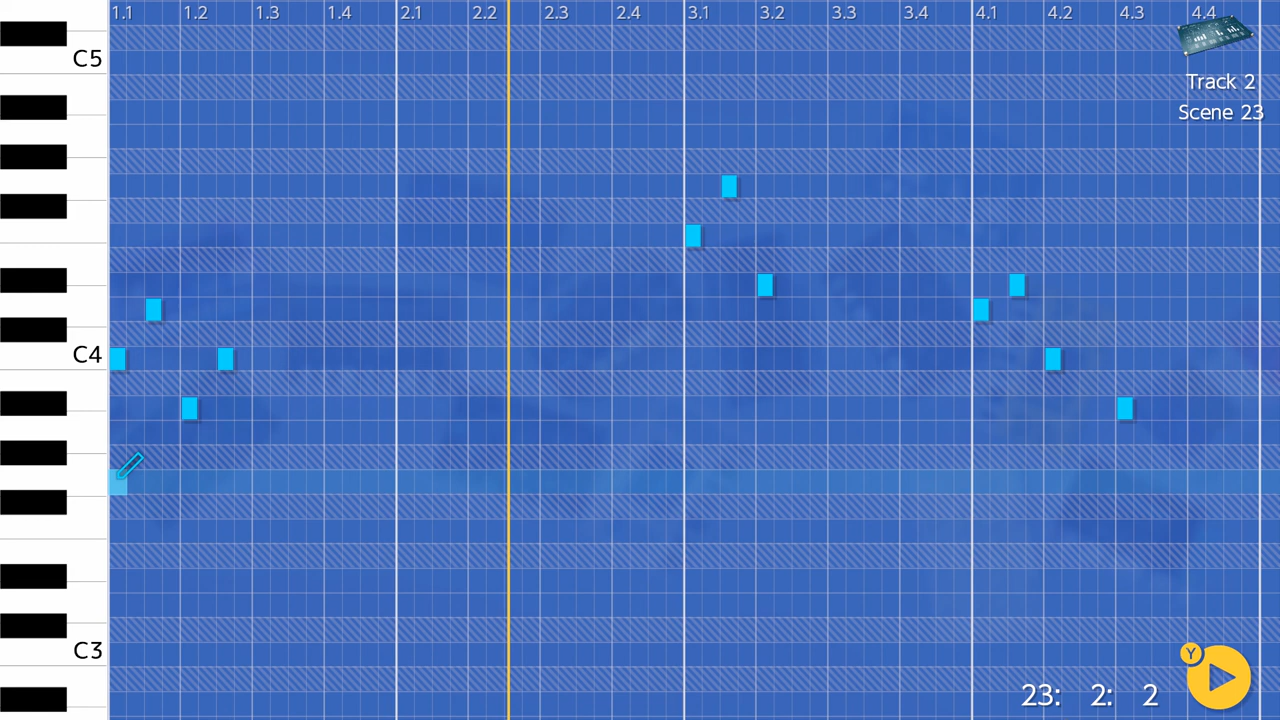 1.1 1.2 1.3 1.4 2.1 2.2 2.3 2.4 3.1 3.2 3.3 3.4 4.1 4.2 4.3 4.4
C5
Track 2
Scene 23
C4
C3
Y
23: 2: 2